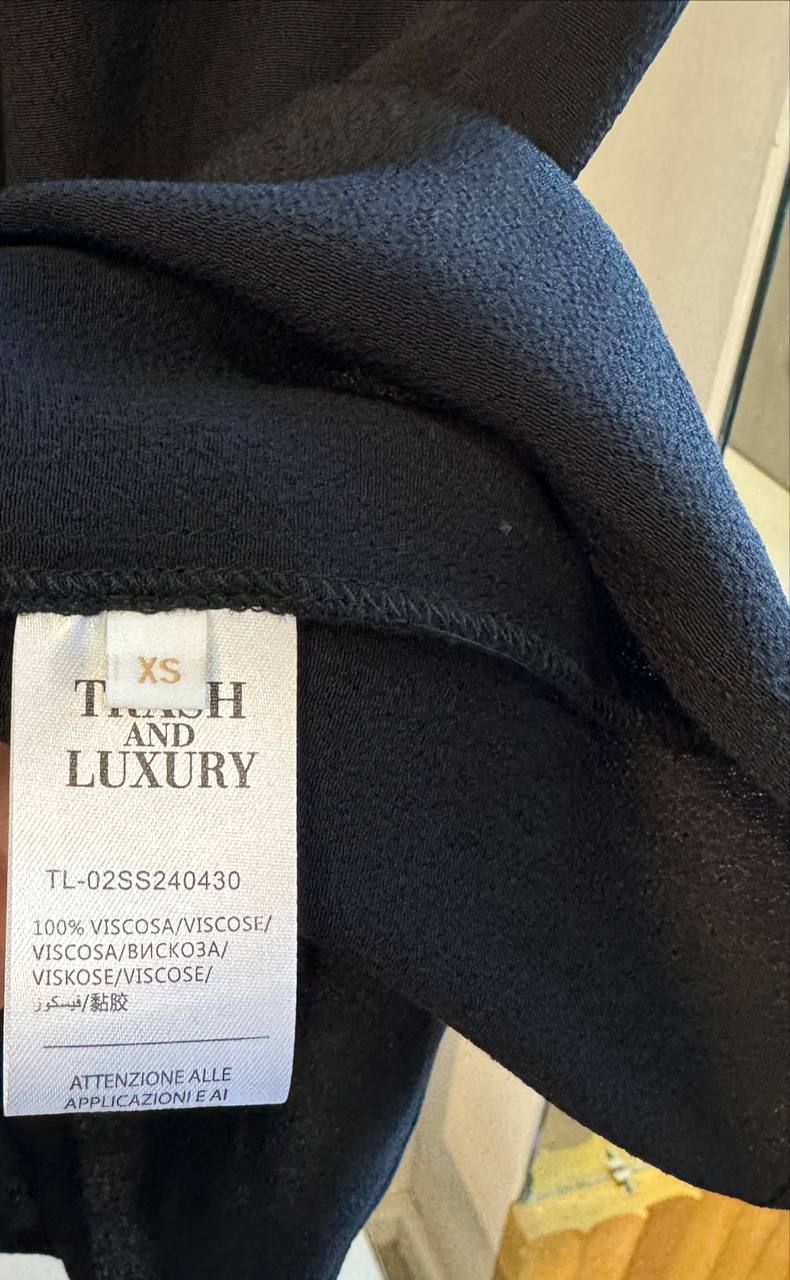 XS
TRASH
AND
LUXURY
TL-02SS240430
100% VISCOSA/VISCOSE/
VISCOSA/ВИСКОЗА/
VISKOSE/VISCOSE/
فيسكوز/黏胶
ATTENZIONE ALLE
APPLICAZIONI E AI